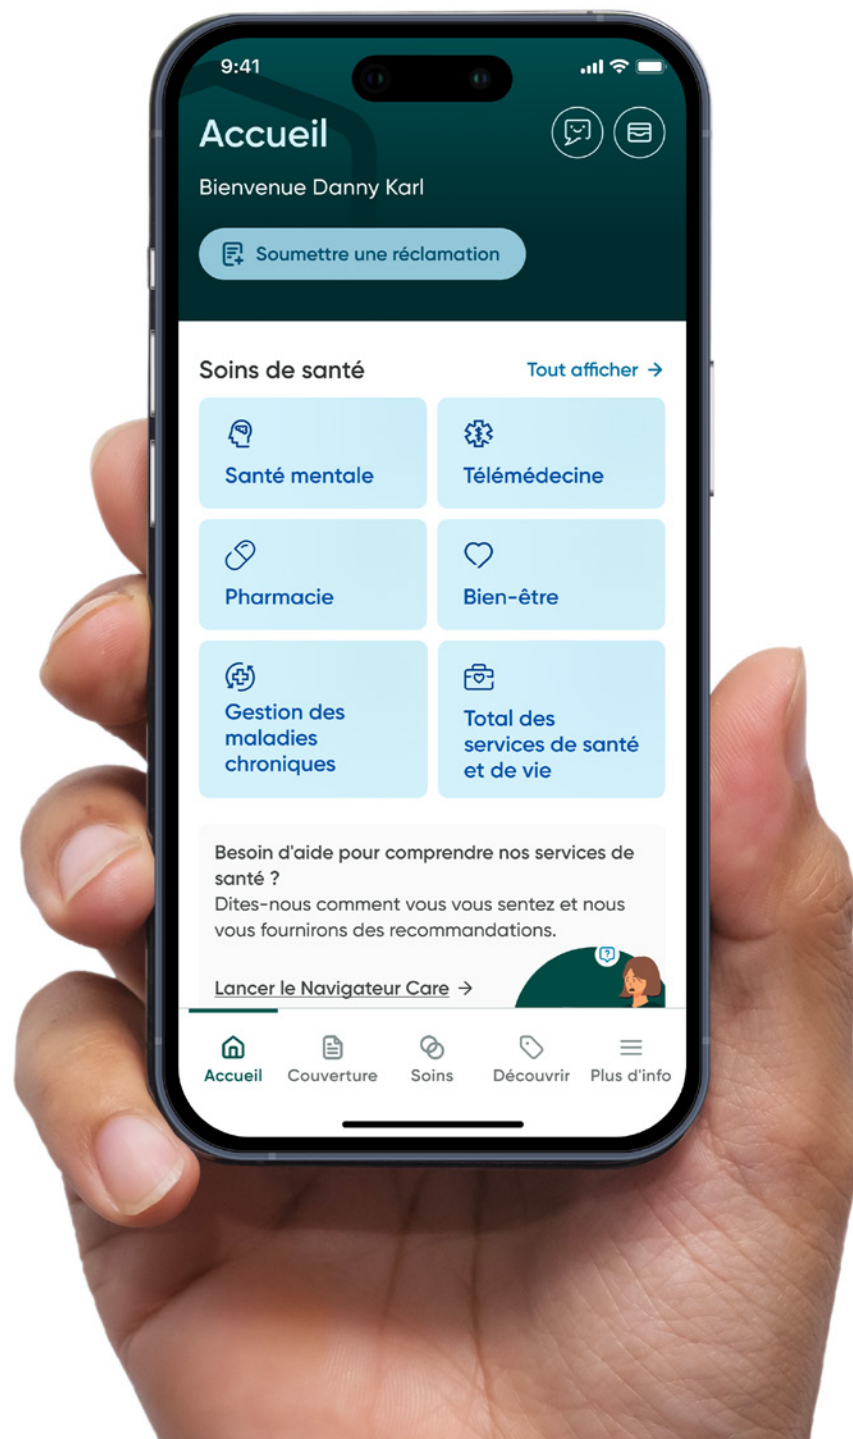 9:41
Accueil
Bienvenue Danny Karl
Soumettre une réclamation
Soins de santé
Tout afficher →
Santé mentale
Télémédecine
Pharmacie
Bien-être
Gestion des
maladies
chroniques
Total des
services de santé
et de vie
Besoin d'aide pour comprendre nos services de
santé ?
Dites-nous comment vous vous sentez et nous
vous fournirons des recommandations.
Lancer le Navigateur Care →
Accueil
Couverture
Soins
Découvrir
Plus d'info